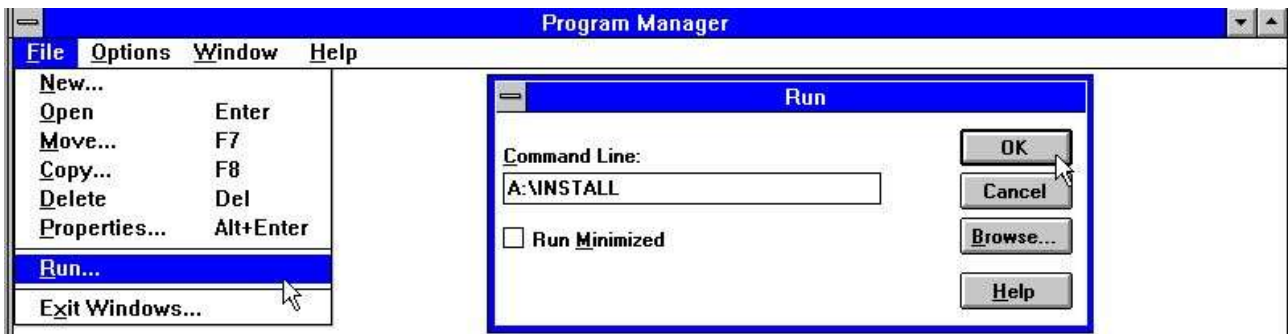 Program Manager
File Options Window Help
New...
Open Enter
Move... F7
Copy... F8
Delete Del
Properties... Alt+Enter
Run...
Exit Windows...
Run
Command Line:
A:\INSTALL
Run Minimized
OK
Cancel
Browse...
Help